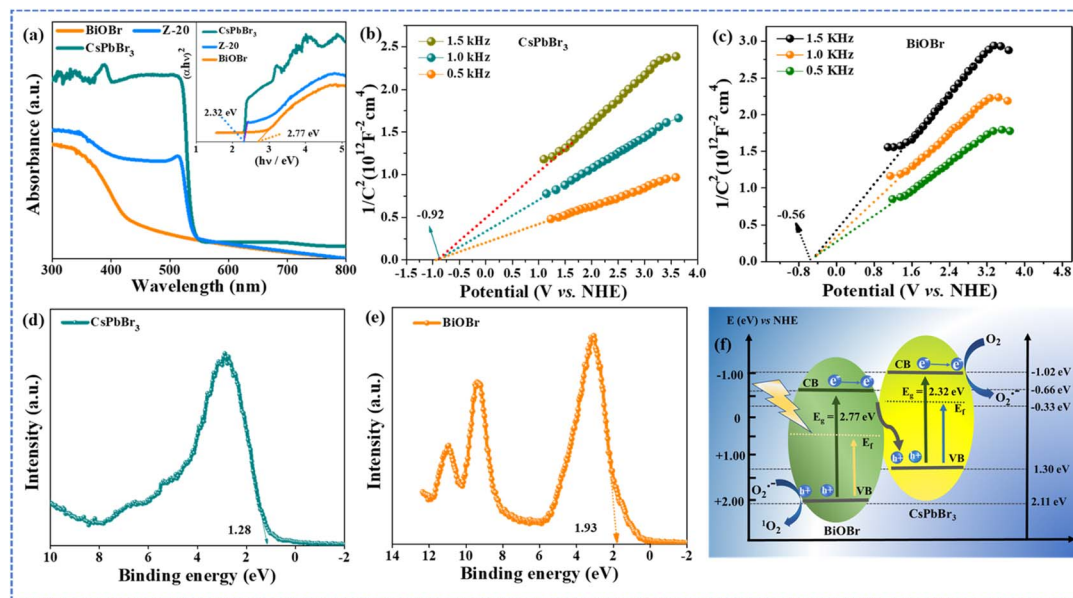 (a)
BiOBr Z-20
CsPbBr₃
Absorbance (a.u.)
300 400 500 600 700 800
Wavelength (nm)
(αhν)²
CsPbBr₃
Z-20
BiOBr
2.32 eV
2.77 eV
1 2 3 4 5
(hν / eV)
(b)
CsPbBr₃
1.5 kHz
1.0 kHz
0.5 kHz
1/C² (10¹²F⁻² cm⁴)
2.5
2.0
1.5
1.0
0.5
0.0
-0.92
-1.5 -1.0 -0.5 0.0 0.5 1.0 1.5 2.0 2.5 3.0 3.5 4.0
Potential (V vs. NHE)
(c)
BiOBr
1.5 KHz
1.0 KHz
0.5 KHz
1/C² (10¹²F⁻² cm⁴)
3.0
2.5
2.0
1.5
1.0
0.5
0.0
-0.56
-0.8 0.0 0.8 1.6 2.4 3.2 4.0 4.8
Potential (V vs. NHE)
(d)
CsPbBr₃
Intensity (a.u.)
1.28
10 8 6 4 2 0 -2
Binding energy (eV)
(e)
BiOBr
Intensity (a.u.)
1.93
14 12 10 8 6 4 2 0 -2
Binding energy (eV)
(f)
E (eV) vs NHE
-1.00
0
+1.00
+2.00
CB
e⁻ e⁻
E_g = 2.77 eV
E_f
h⁺ h⁺
VB
BiOBr
O₂•⁻
¹O₂
CB
e⁻ e⁻
E_g = 2.32 eV
E_f
h⁺ h⁺
VB
CsPbBr₃
O₂
O₂•⁻
-1.02 eV
-0.66 eV
-0.33 eV
1.30 eV
2.11 eV